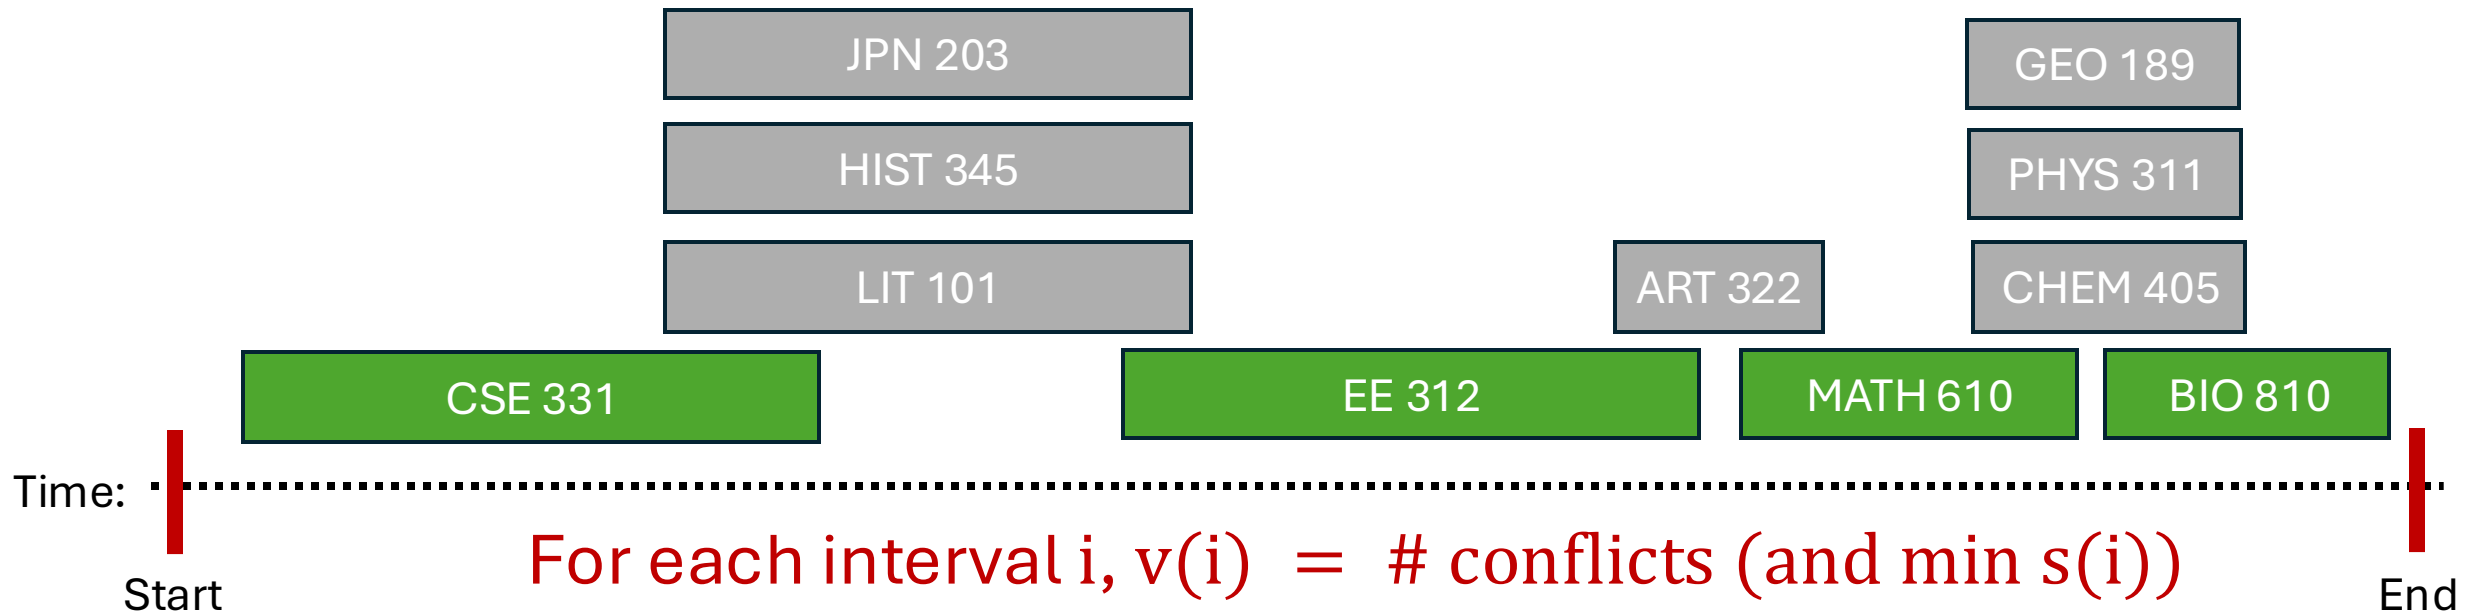 JPN 203
GEO 189
HIST 345
PHYS 311
LIT 101
ART 322
CHEM 405
CSE 331
EE 312
MATH 610
BIO 810
Time:
For each interval i, v(i) = # conflicts (and min s(i))
Start
End